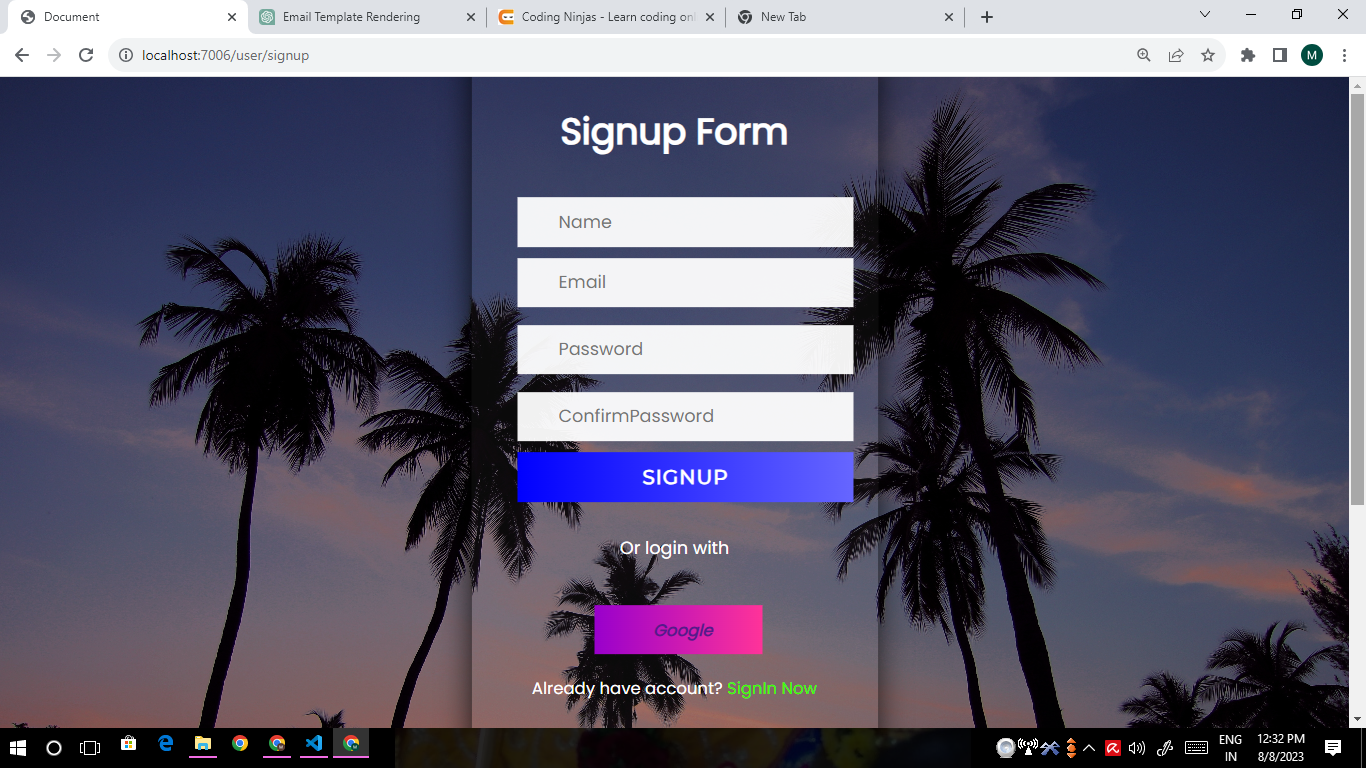 Document
Email Template Rendering
Coding Ninjas - Learn coding onl
New Tab
localhost:7006/user/signup
M
Signup Form
Name
Email
Password
ConfirmPassword
SIGNUP
Or login with
Google
Already have account? SignIn Now
ENG
IN
12:32 PM
8/8/2023